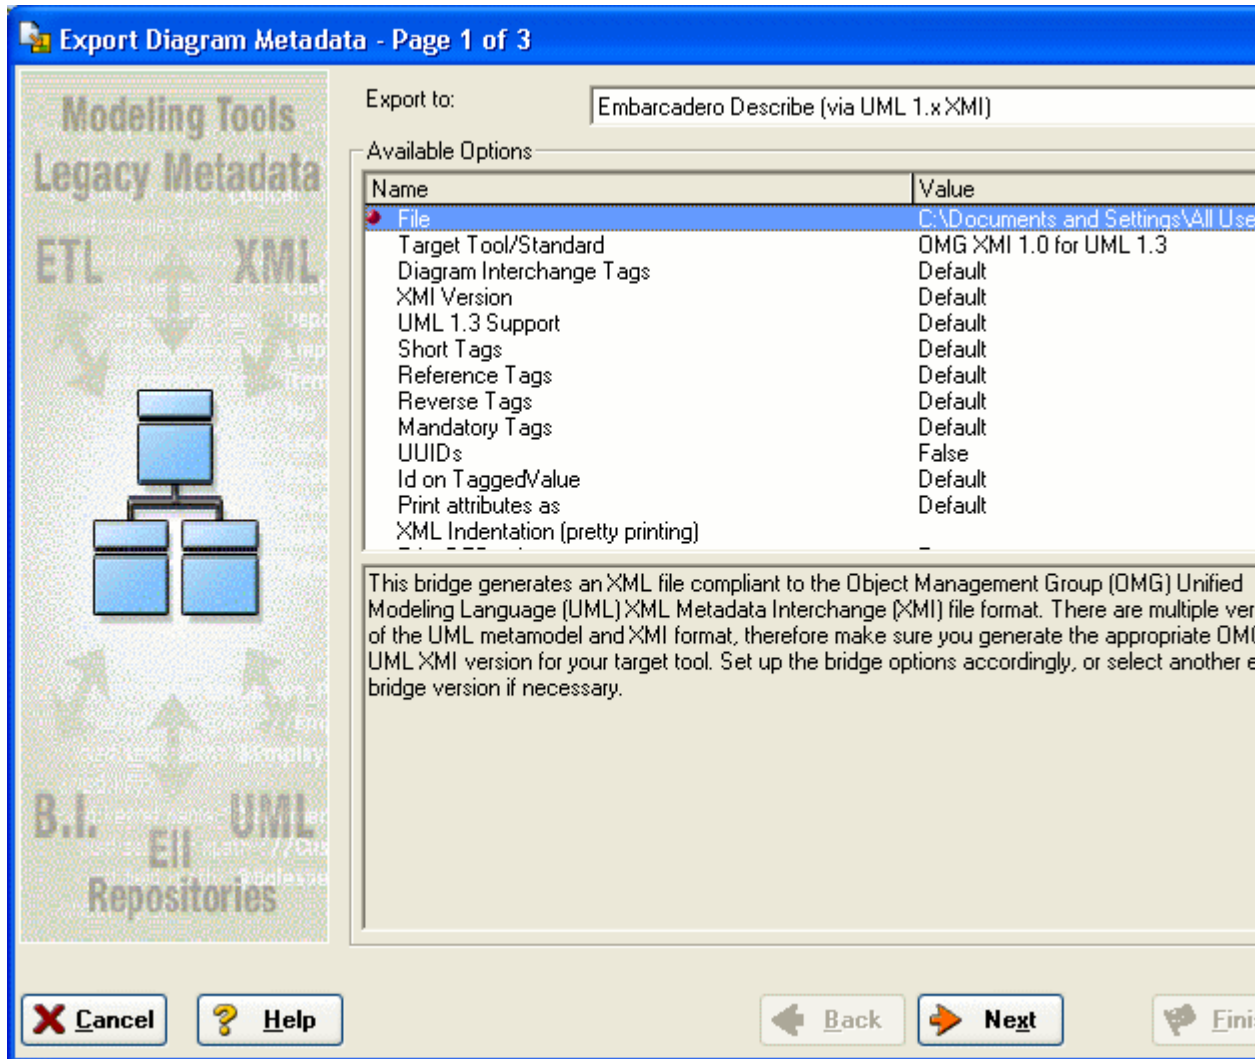 Export Diagram Metadata - Page 1 of 3
Modeling Tools
Legacy Metadata
ETL XML
B.I. EII UML
Repositories
Export to: Embarcadero Describe (via UML 1.x XMI)
Available Options
Name Value
File C:\Documents and Settings\All Use
Target Tool/Standard OMG XMI 1.0 for UML 1.3
Diagram Interchange Tags Default
XMI Version Default
UML 1.3 Support Default
Short Tags Default
Reference Tags Default
Reverse Tags Default
Mandatory Tags Default
UUIDs False
Id on TaggedValue Default
Print attributes as Default
XML Indentation (pretty printing)
This bridge generates an XML file compliant to the Object Management Group (OMG) Unified
Modeling Language (UML) XML Metadata Interchange (XMI) file format. There are multiple ver
of the UML metamodel and XMI format, therefore make sure you generate the appropriate OMG
UML XMI version for your target tool. Set up the bridge options accordingly, or select another e
bridge version if necessary.
Cancel Help Back Next Finis